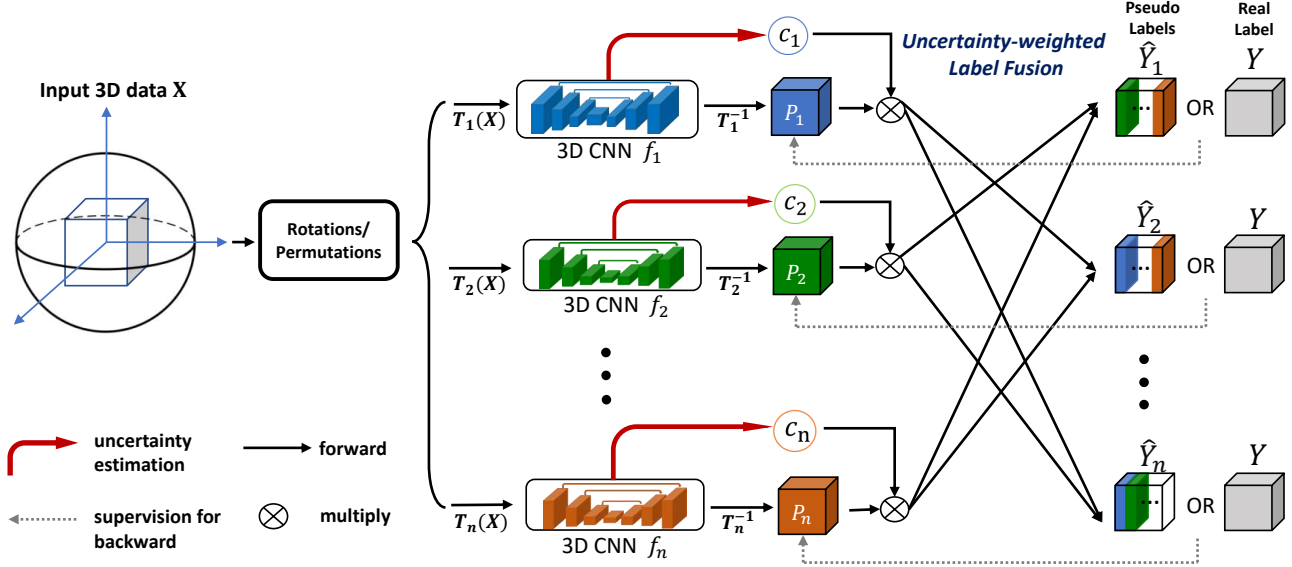 Input 3D data X
Rotations/
Permutations
T₁(X)
3D CNN f₁
T₁⁻¹
c₁
P₁
Uncertainty-weighted
Label Fusion
Pseudo
Labels
Ŷ₁
...
OR
Real
Label
Y
T₂(X)
3D CNN f₂
T₂⁻¹
c₂
P₂
Ŷ₂
...
OR
Y
Tₙ(X)
3D CNN fₙ
Tₙ⁻¹
cₙ
Pₙ
Ŷₙ
...
OR
Y
uncertainty
estimation
forward
supervision for
backward
multiply